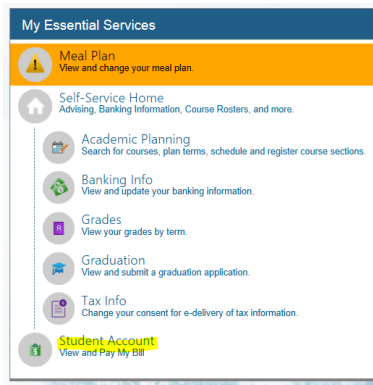 My Essential Services
Meal Plan
View and change your meal plan.
Self-Service Home
Advising, Banking Information, Course Rosters, and more.
Academic Planning
Search for courses, plan terms, schedule and register course sections.
Banking Info
View and update your banking information.
Grades
View your grades by term.
Graduation
View and submit a graduation application.
Tax Info
Change your consent for e-delivery of tax information.
Student Account
View and Pay My Bill